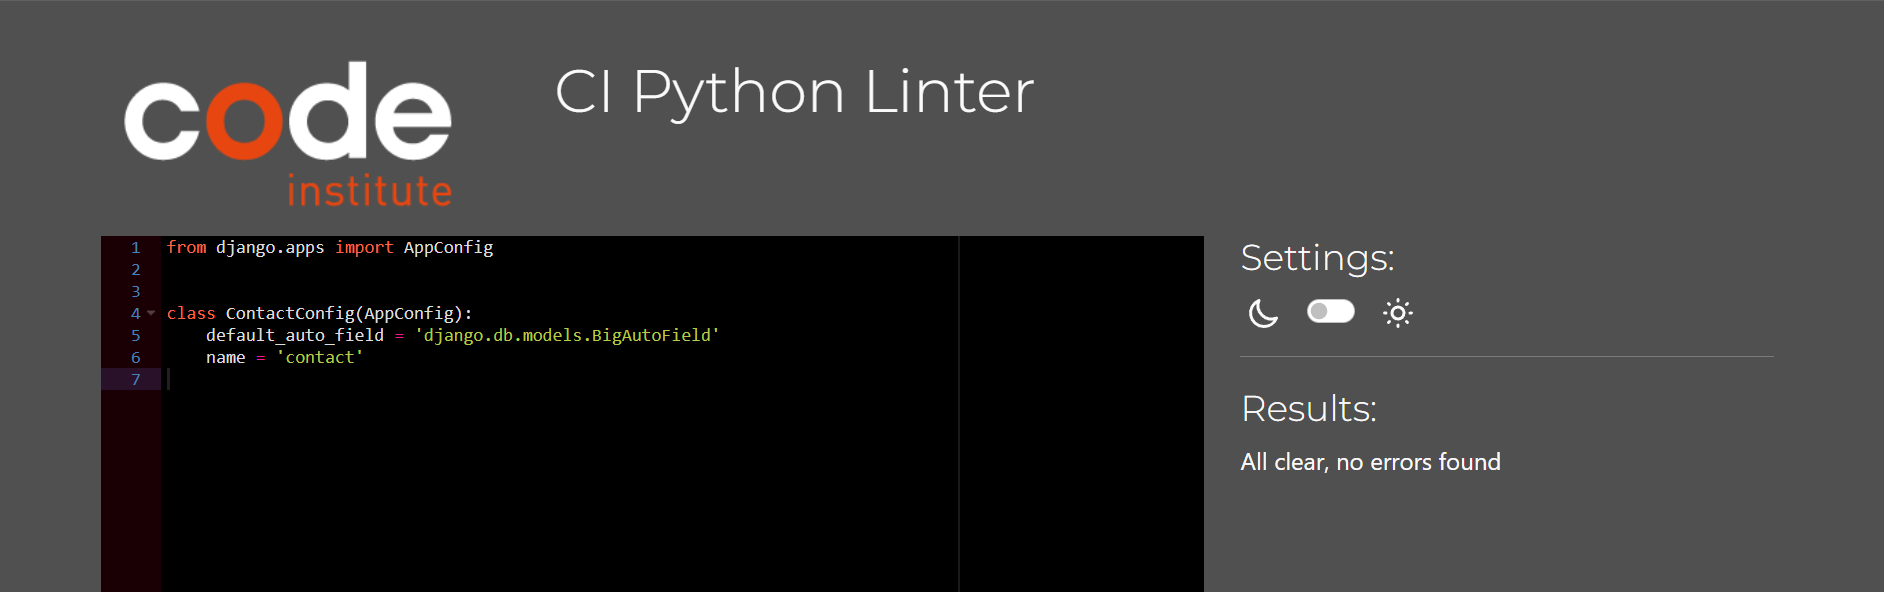 code
institute
CI Python Linter
1 from django.apps import AppConfig
2
3
4 class ContactConfig(AppConfig):
5     default_auto_field = 'django.db.models.BigAutoField'
6     name = 'contact'
7
Settings:
Results:
All clear, no errors found